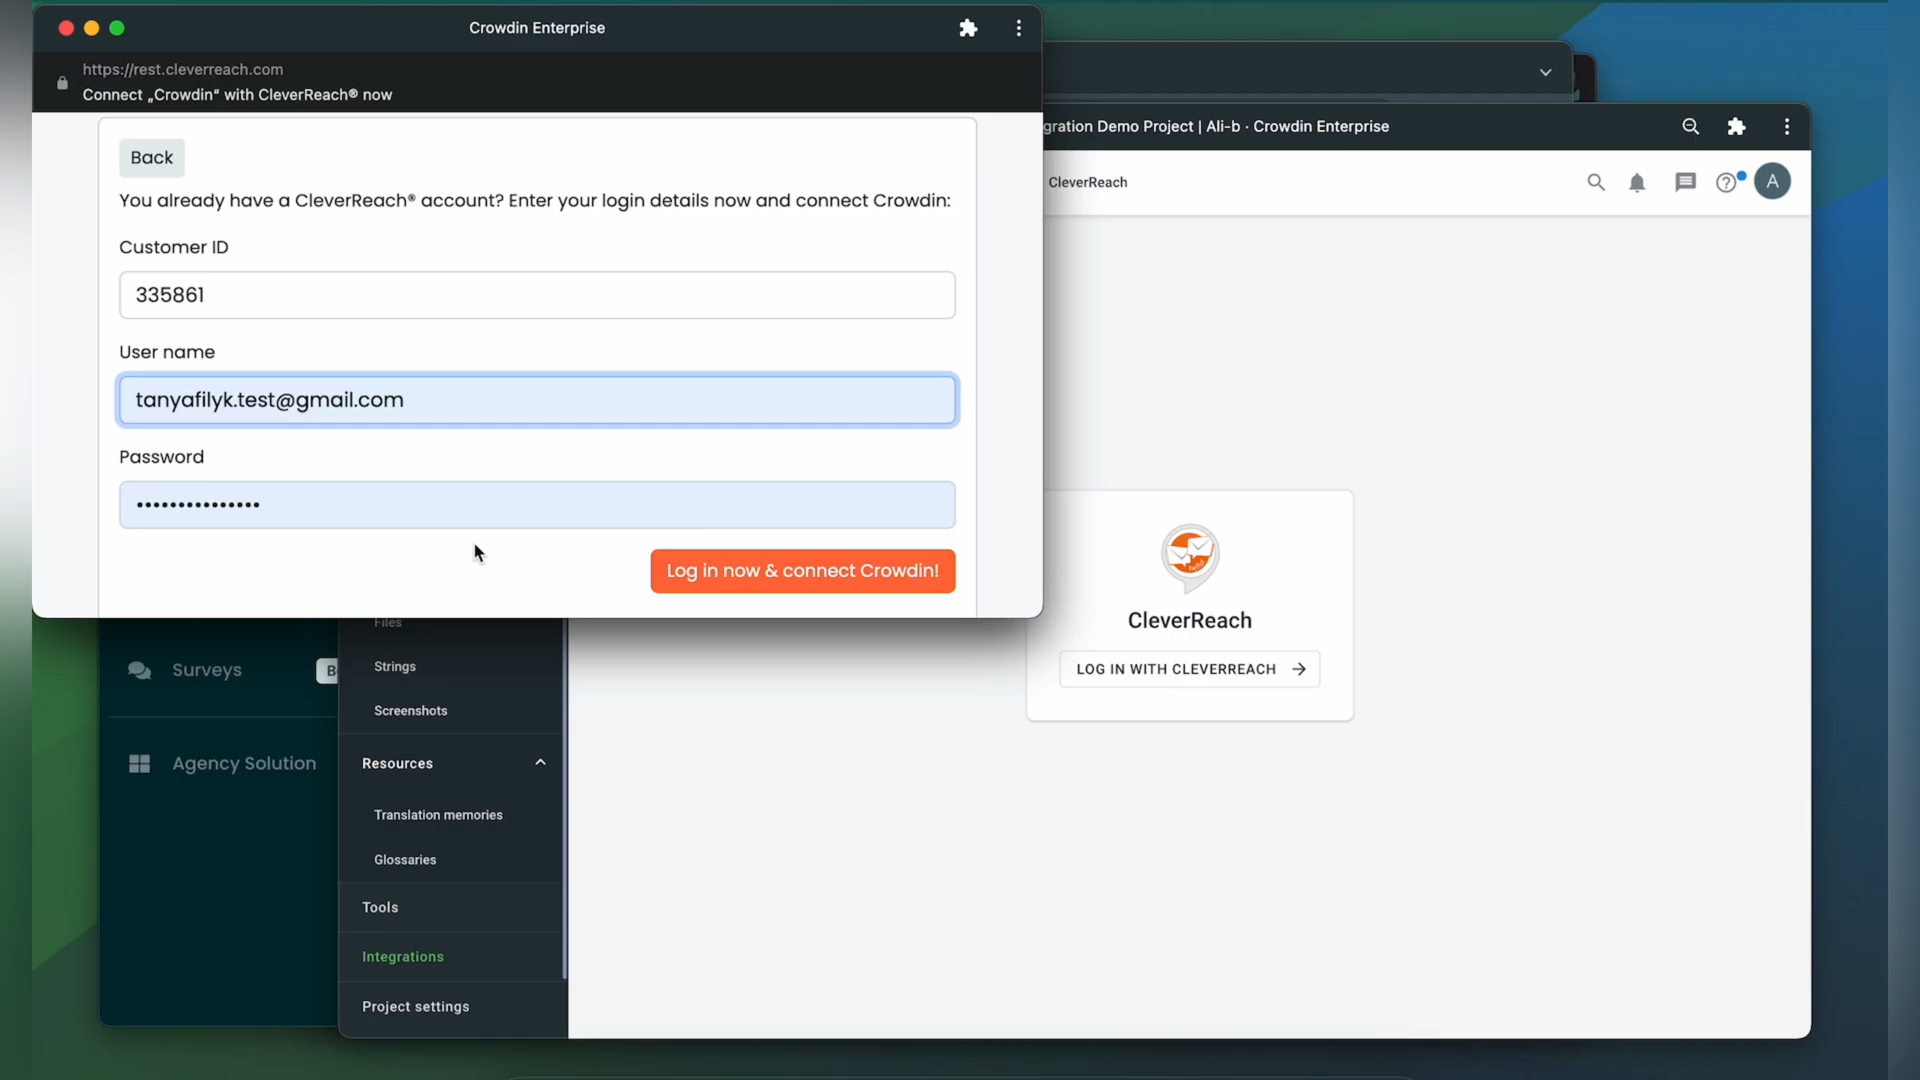 Crowdin Enterprise
https://rest.cleverreach.com
Connect „Crowdin“ with CleverReach® now
Back
You already have a CleverReach® account? Enter your login details now and connect Crowdin:
Customer ID
335861
User name
tanyafilyk.test@gmail.com
Password
•••••••••••••••
Log in now & connect Crowdin!
gration Demo Project | Ali-b · Crowdin Enterprise
CleverReach
A
CleverReach
LOG IN WITH CLEVERREACH
Surveys
B
Agency Solution
Files
Strings
Screenshots
Resources
Translation memories
Glossaries
Tools
Integrations
Project settings